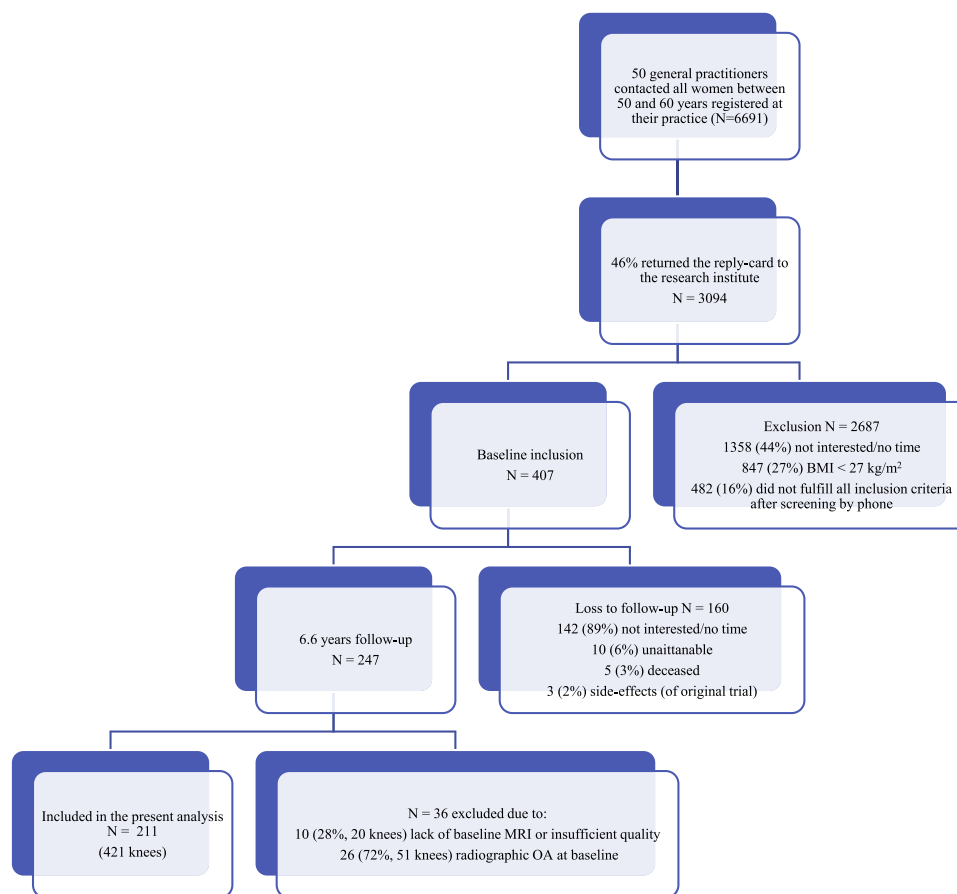 50 general practitioners
contacted all women between
50 and 60 years registered at
their practice (N=6691)
46% returned the reply-card to
the research institute
N = 3094
Baseline inclusion
N = 407
Exclusion N = 2687
1358 (44%) not interested/no time
847 (27%) BMI < 27 kg/m²
482 (16%) did not fulfill all inclusion criteria
after screening by phone
6.6 years follow-up
N = 247
Loss to follow-up N = 160
142 (89%) not interested/no time
10 (6%) unaittanable
5 (3%) deceased
3 (2%) side-effects (of original trial)
Included in the present analysis
N = 211
(421 knees)
N = 36 excluded due to:
10 (28%, 20 knees) lack of baseline MRI or insufficient quality
26 (72%, 51 knees) radiographic OA at baseline